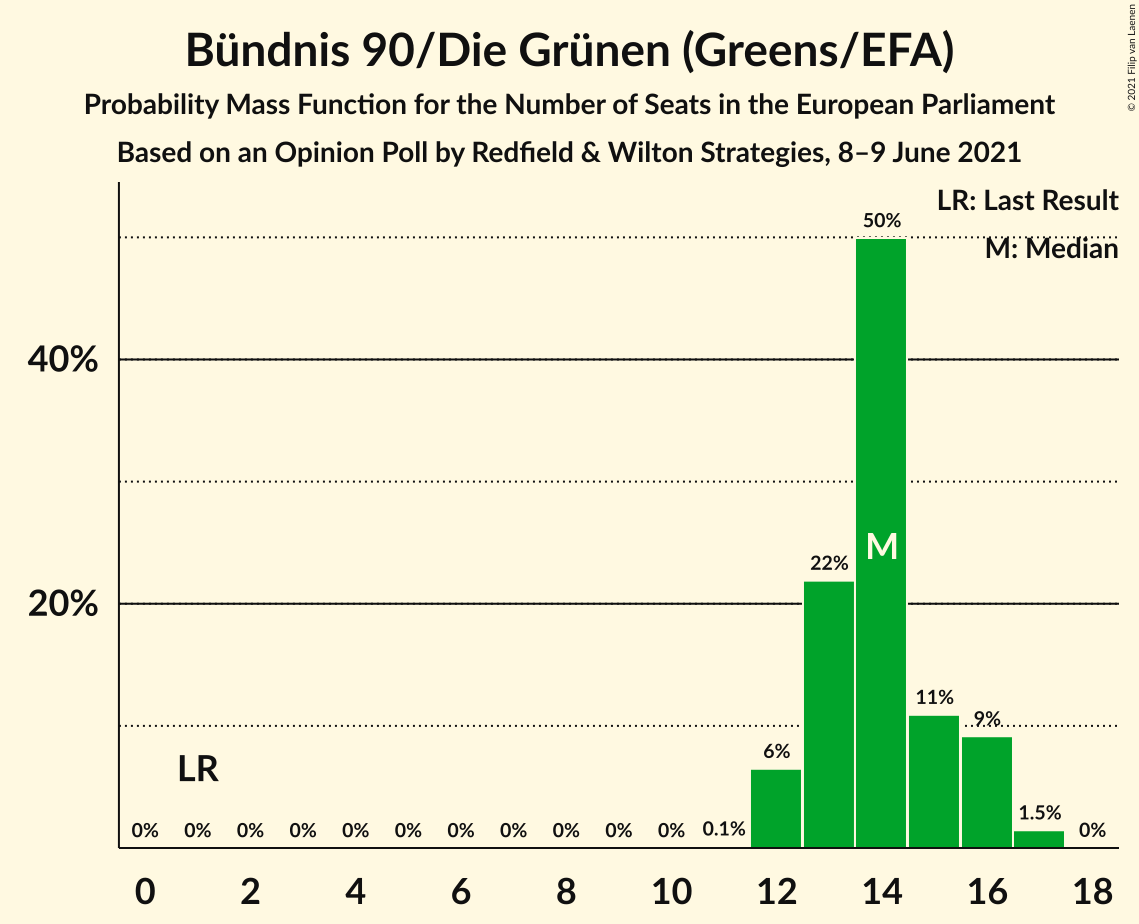 Bündnis 90/Die Grünen (Greens/EFA)
Probability Mass Function for the Number of Seats in the European Parliament
Based on an Opinion Poll by Redfield & Wilton Strategies, 8–9 June 2021
© 2021 Filip van Laenen
LR: Last Result
M: Median
50%
40%
M
22%
20%
11%
9%
6%
LR
1.5%
0% 0% 0% 0% 0% 0% 0% 0% 0% 0% 0% 0.1% 0%
0 2 4 6 8 10 12 14 16 18